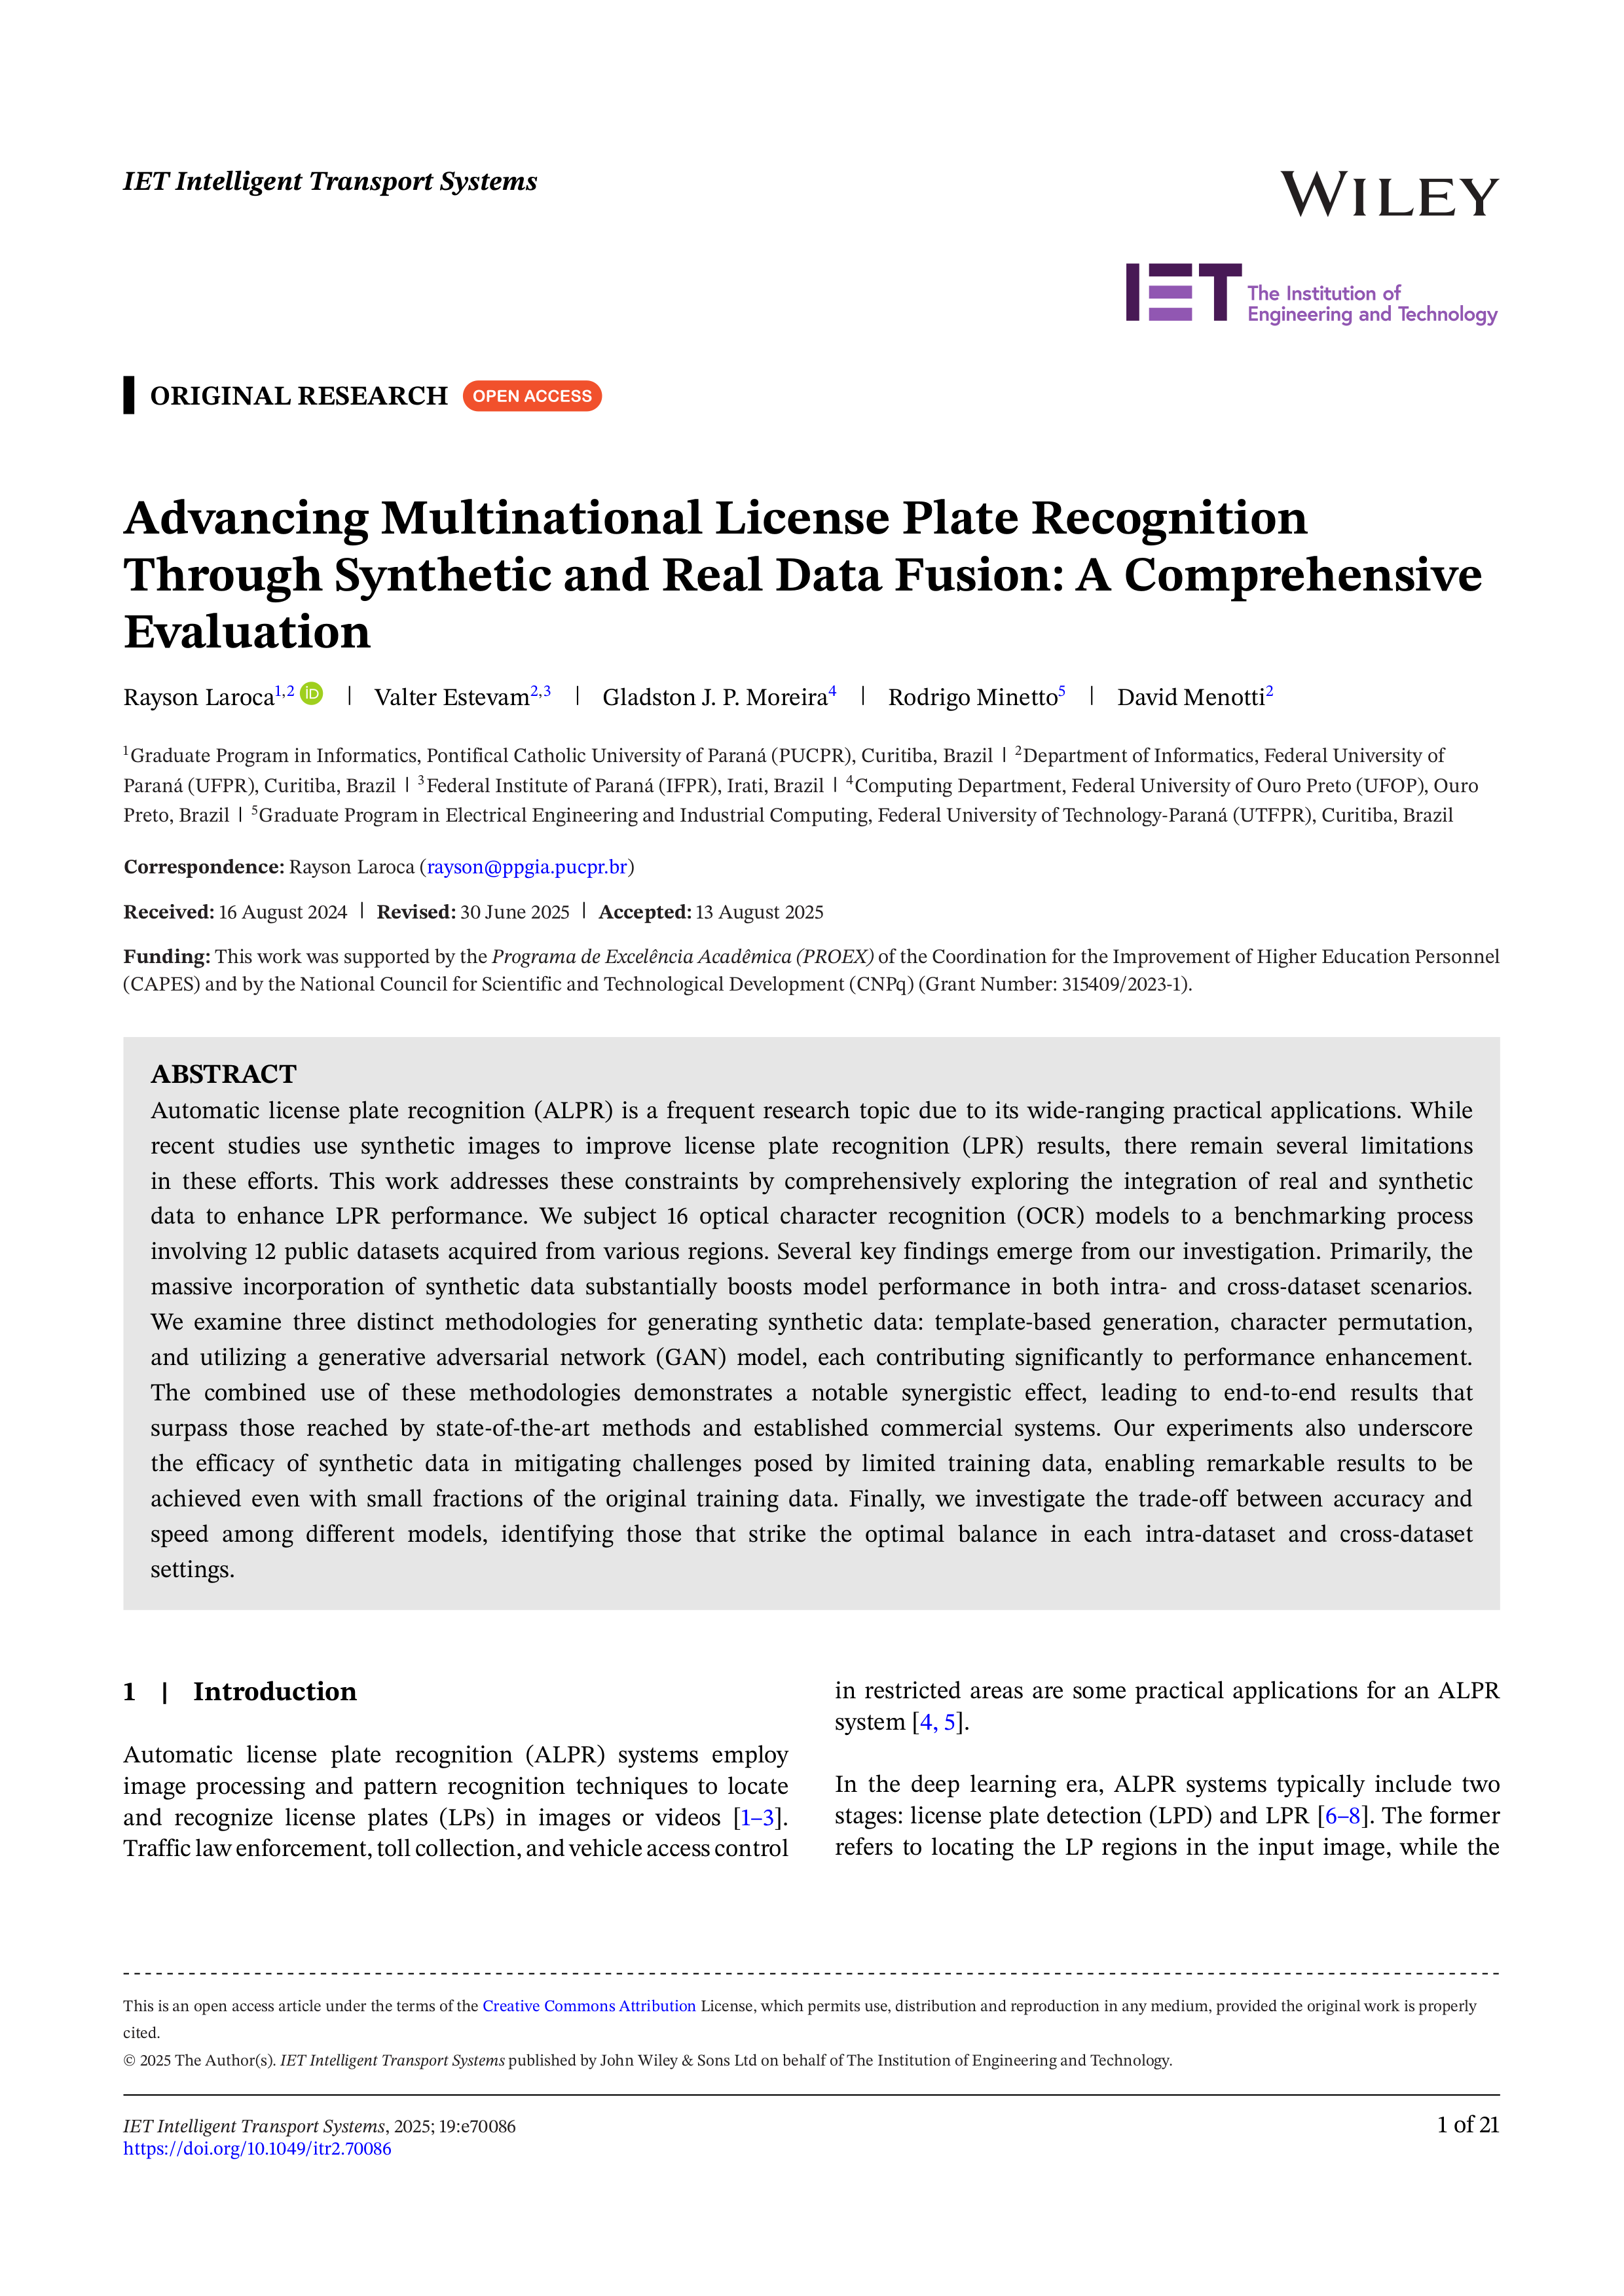 IET Intelligent Transport Systems
WILEY
IET The Institution of
Engineering and Technology
ORIGINAL RESEARCH OPEN ACCESS
Advancing Multinational License Plate Recognition
Through Synthetic and Real Data Fusion: A Comprehensive
Evaluation
Rayson Laroca1,2 iD | Valter Estevam2,3 | Gladston J. P. Moreira4 | Rodrigo Minetto5 | David Menotti2
1Graduate Program in Informatics, Pontifical Catholic University of Paraná (PUCPR), Curitiba, Brazil | 2Department of Informatics, Federal University of
Paraná (UFPR), Curitiba, Brazil | 3Federal Institute of Paraná (IFPR), Irati, Brazil | 4Computing Department, Federal University of Ouro Preto (UFOP), Ouro
Preto, Brazil | 5Graduate Program in Electrical Engineering and Industrial Computing, Federal University of Technology-Paraná (UTFPR), Curitiba, Brazil
Correspondence: Rayson Laroca (rayson@ppgia.pucpr.br)
Received: 16 August 2024 | Revised: 30 June 2025 | Accepted: 13 August 2025
Funding: This work was supported by the Programa de Excelência Acadêmica (PROEX) of the Coordination for the Improvement of Higher Education Personnel
(CAPES) and by the National Council for Scientific and Technological Development (CNPq) (Grant Number: 315409/2023-1).
ABSTRACT
Automatic license plate recognition (ALPR) is a frequent research topic due to its wide-ranging practical applications. While
recent studies use synthetic images to improve license plate recognition (LPR) results, there remain several limitations
in these efforts. This work addresses these constraints by comprehensively exploring the integration of real and synthetic
data to enhance LPR performance. We subject 16 optical character recognition (OCR) models to a benchmarking process
involving 12 public datasets acquired from various regions. Several key findings emerge from our investigation. Primarily, the
massive incorporation of synthetic data substantially boosts model performance in both intra- and cross-dataset scenarios.
We examine three distinct methodologies for generating synthetic data: template-based generation, character permutation,
and utilizing a generative adversarial network (GAN) model, each contributing significantly to performance enhancement.
The combined use of these methodologies demonstrates a notable synergistic effect, leading to end-to-end results that
surpass those reached by state-of-the-art methods and established commercial systems. Our experiments also underscore
the efficacy of synthetic data in mitigating challenges posed by limited training data, enabling remarkable results to be
achieved even with small fractions of the original training data. Finally, we investigate the trade-off between accuracy and
speed among different models, identifying those that strike the optimal balance in each intra-dataset and cross-dataset
settings.
1 | Introduction
Automatic license plate recognition (ALPR) systems employ
image processing and pattern recognition techniques to locate
and recognize license plates (LPs) in images or videos [1–3].
Traffic law enforcement, toll collection, and vehicle access control
in restricted areas are some practical applications for an ALPR
system [4, 5].
In the deep learning era, ALPR systems typically include two
stages: license plate detection (LPD) and LPR [6–8]. The former
refers to locating the LP regions in the input image, while the
This is an open access article under the terms of the Creative Commons Attribution License, which permits use, distribution and reproduction in any medium, provided the original work is properly
cited.
© 2025 The Author(s). IET Intelligent Transport Systems published by John Wiley & Sons Ltd on behalf of The Institution of Engineering and Technology.
IET Intelligent Transport Systems, 2025; 19:e70086
https://doi.org/10.1049/itr2.70086
1 of 21